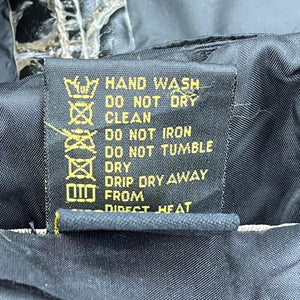 HAND WASH
DO NOT DRY
CLEAN
DO NOT IRON
DO NOT TUMBLE
DRY
DRIP DRY AWAY
FROM
DIRECT HEAT